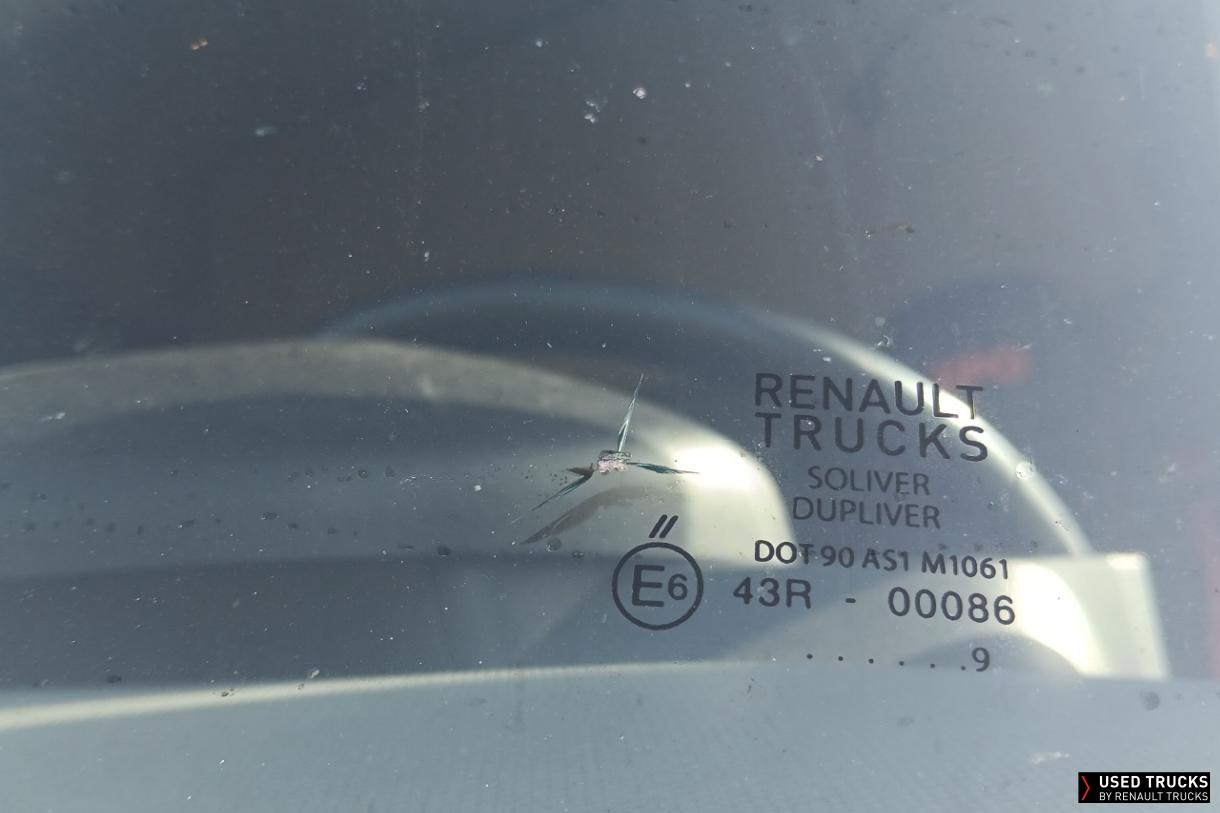 RENAULT
TRUCKS
SOLIVER
DUPLIVER
DOT 90 AS1 M1061
//
E6 43R - 00086
. . . . . . .9
USED TRUCKS
BY RENAULT TRUCKS